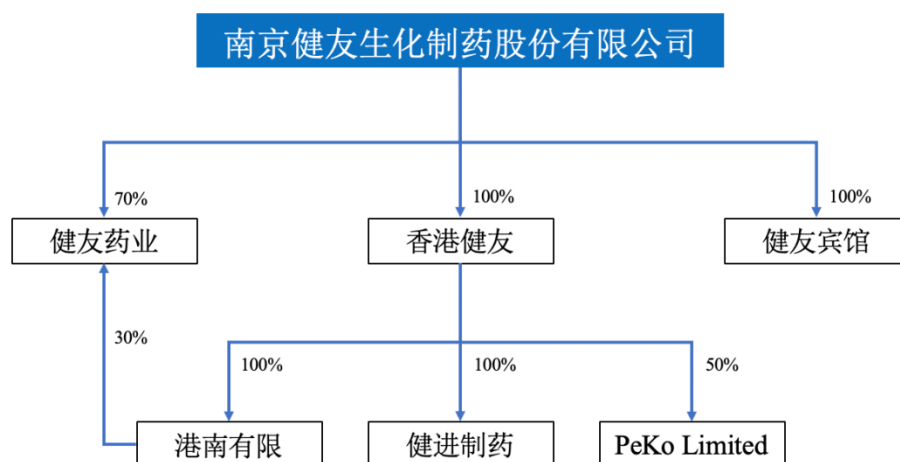 南京健友生化制药股份有限公司
70%
100%
100%
健友药业
香港健友
健友宾馆
30%
100%
100%
50%
港南有限
健进制药
PeKo Limited